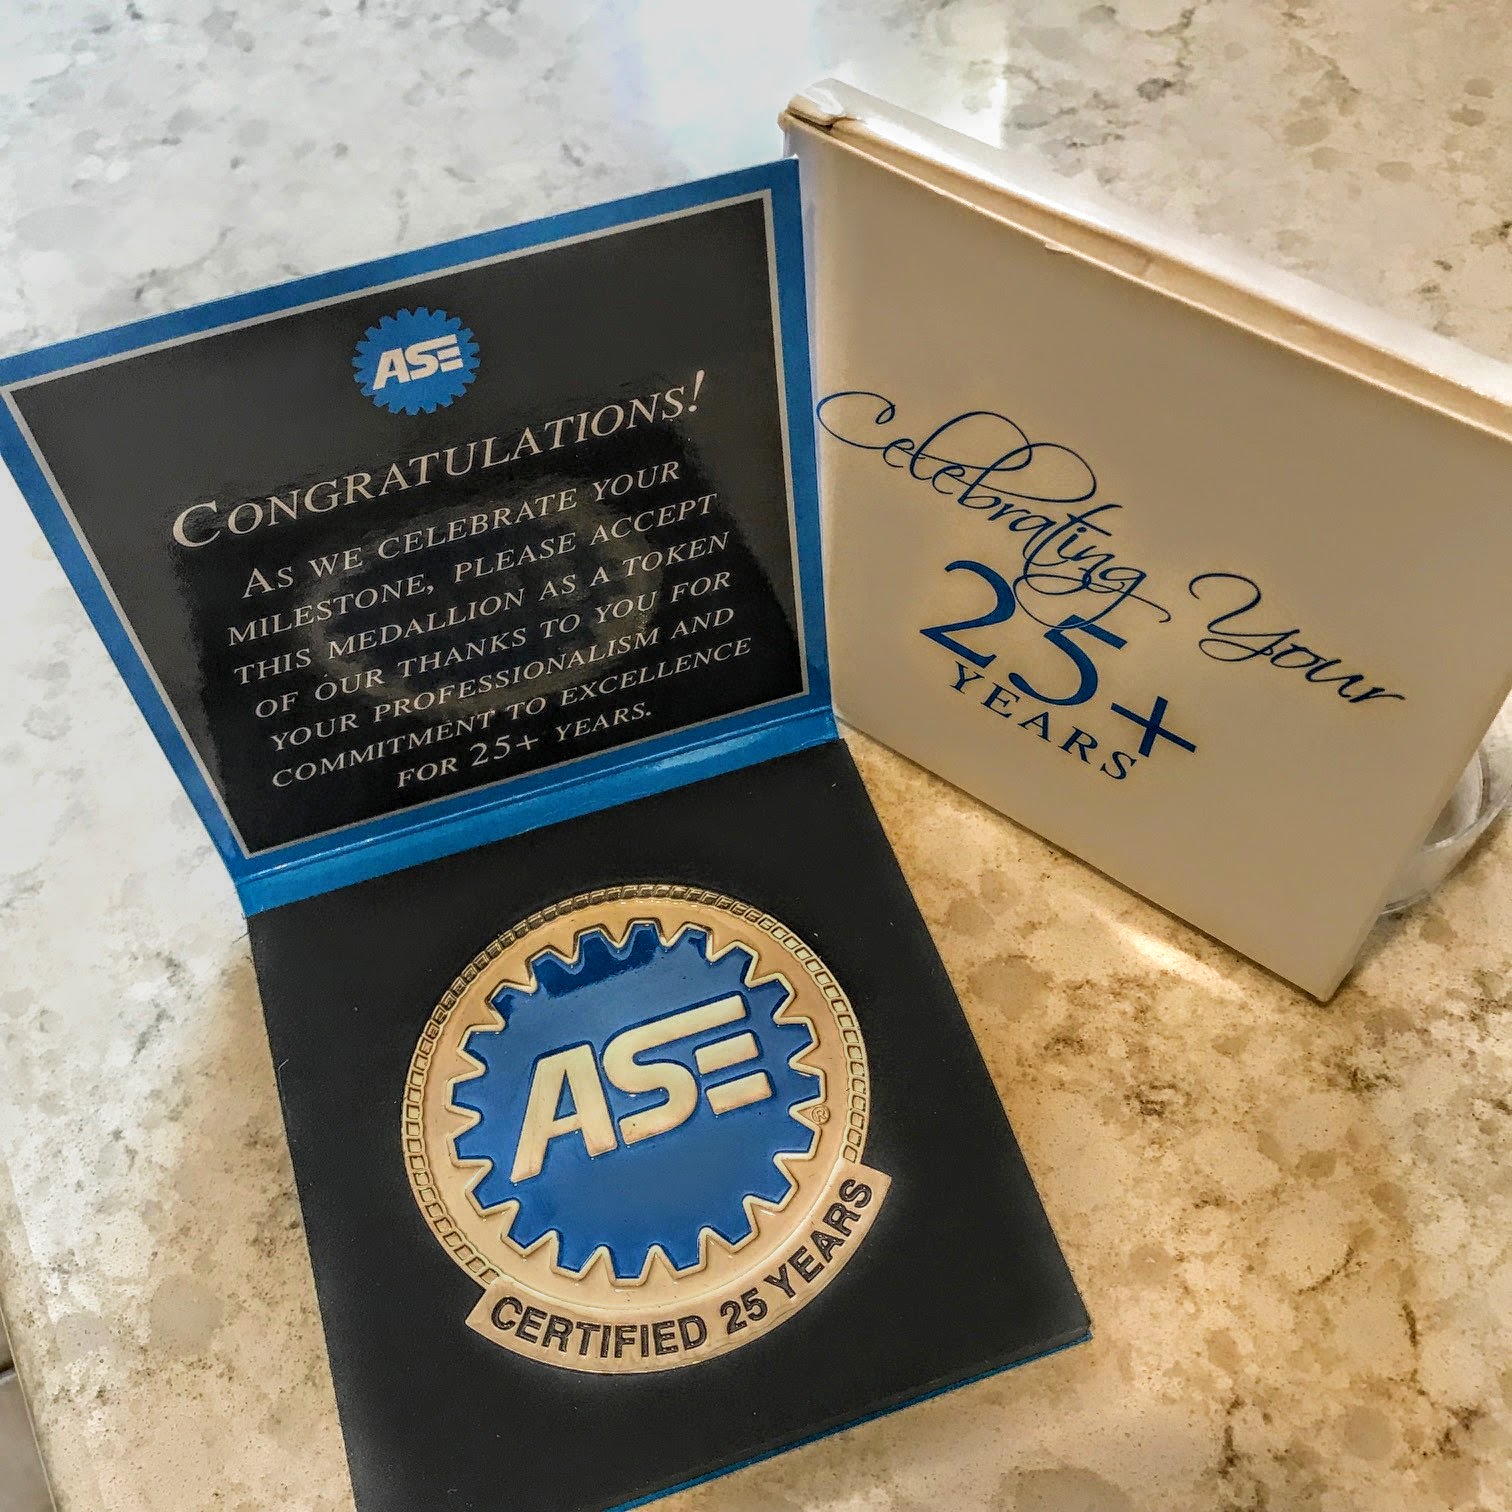 ASE
CONGRATULATIONS!
AS WE CELEBRATE YOUR
MILESTONE, PLEASE ACCEPT
THIS MEDALLION AS A TOKEN
OF OUR THANKS TO YOU FOR
YOUR PROFESSIONALISM AND
COMMITMENT TO EXCELLENCE
FOR 25+ YEARS.
Celebrating Your
25+
YEARS
ASE®
CERTIFIED 25 YEARS